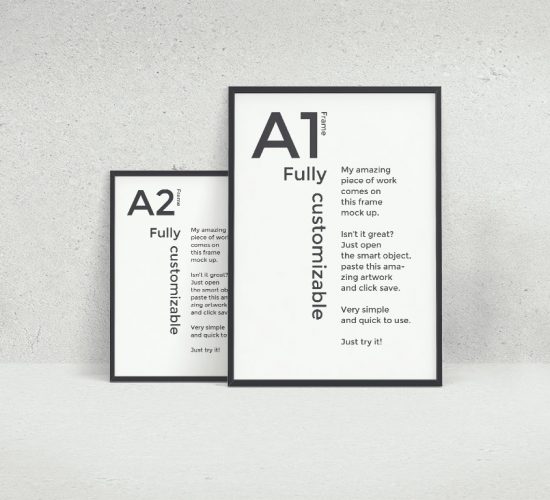 A2
Frame
Fully
customizable
My amazing
piece of work
comes on
this frame
mock up.
Isn't it great?
Just open
the smart object,
paste this ama-
zing artwork
and click save.
Very simple
and quick to use.
Just try it!
A1
Frame
Fully
customizable
My amazing
piece of work
comes on
this frame
mock up.
Isn't it great?
Just open
the smart object,
paste this ama-
zing artwork
and click save.
Very simple
and quick to use.
Just try it!